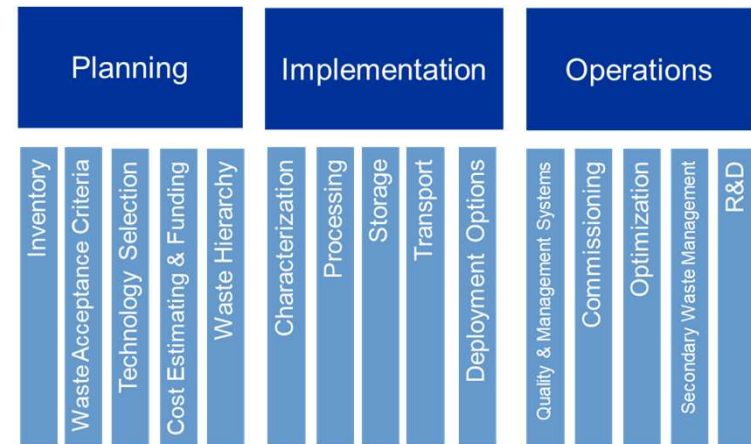 Planning
Implementation
Operations
Inventory
Waste Acceptance Criteria
Technology Selection
Cost Estimating & Funding
Waste Hierarchy
Characterization
Processing
Storage
Transport
Deployment Options
Quality & Management Systems
Commissioning
Optimization
Secondary Waste Management
R&D